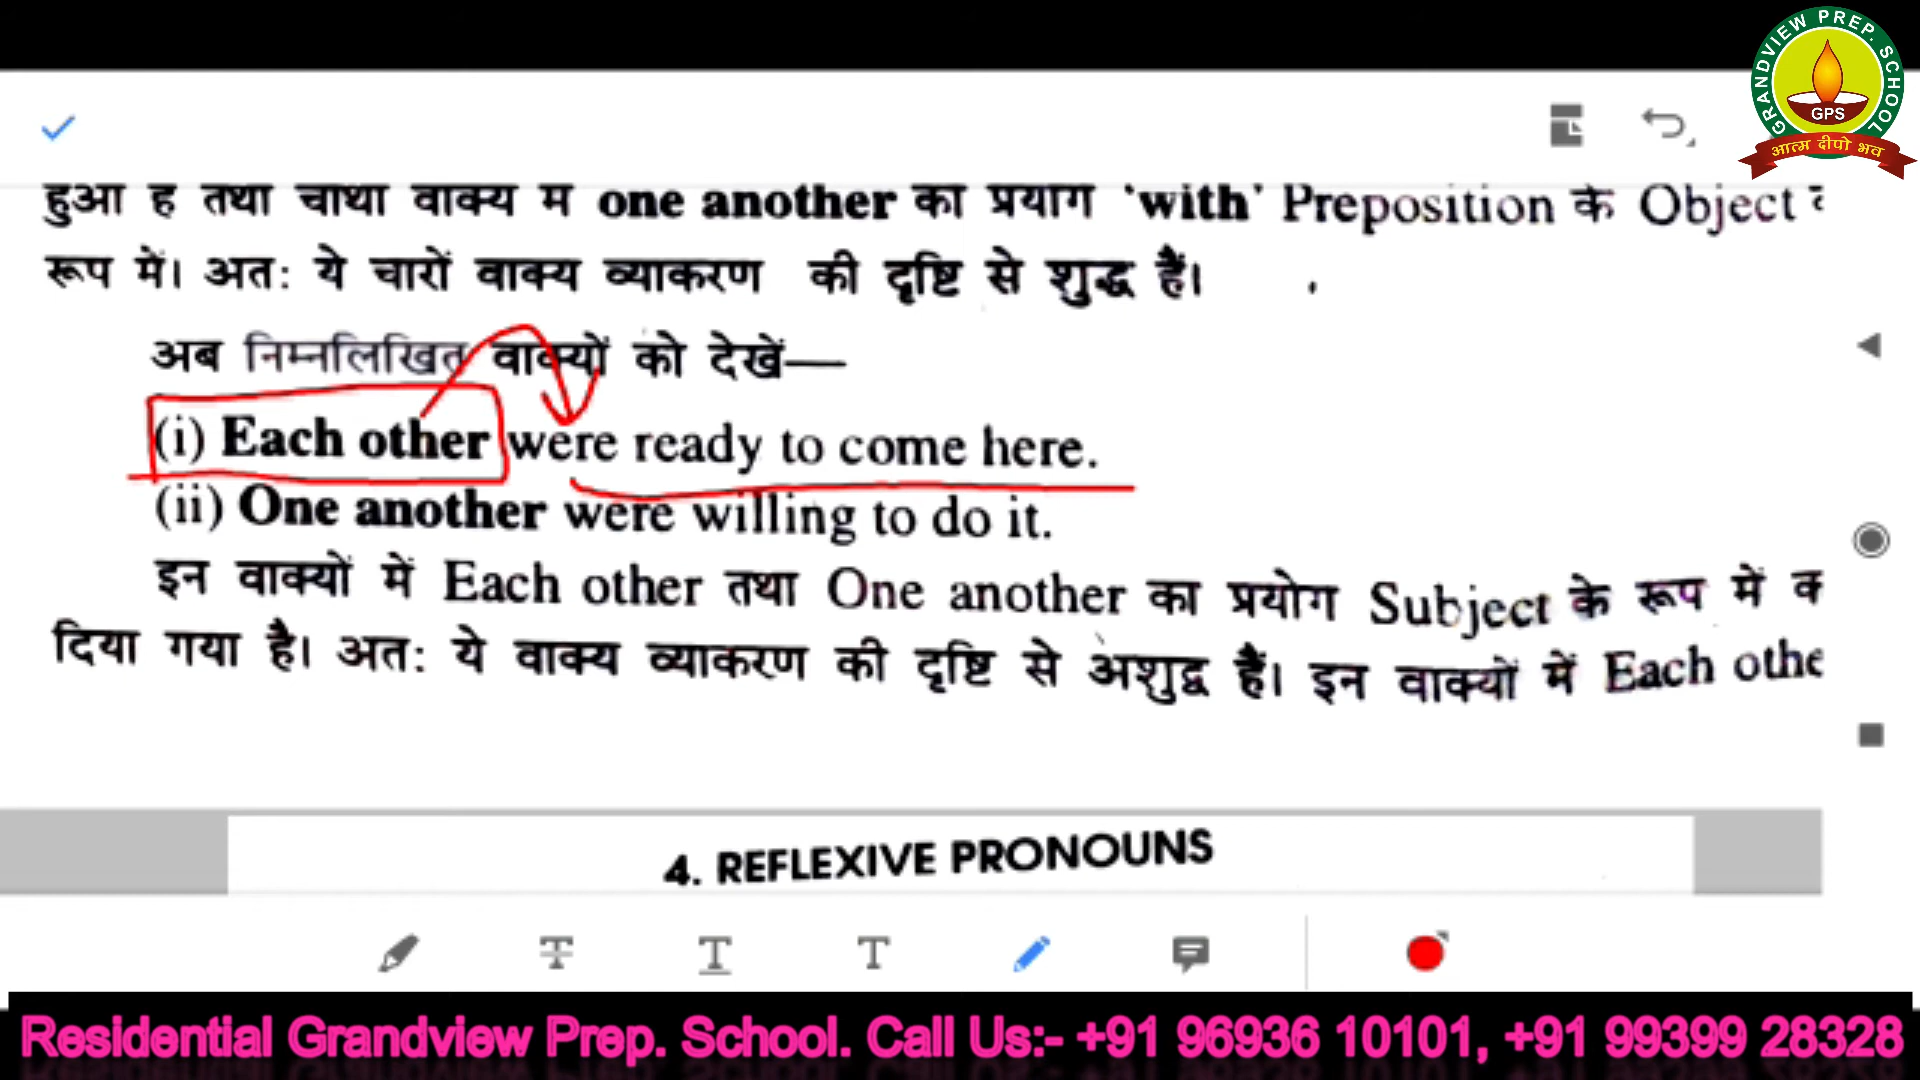 GRANDVIEW PREP. SCHOOL
GPS
आत्म दीपो भव
हुआ है तथा चौथा वाक्य में one another का प्रयाग 'with' Preposition के Object
रूप में। अत: ये चारों वाक्य व्याकरण की दृष्टि से शुद्ध हैं।
अब निम्नलिखित वाक्यों को देखें—
(i) Each other were ready to come here.
(ii) One another were willing to do it.
इन वाक्यों में Each other तथा One another का प्रयोग Subject के रूप में क
दिया गया है। अत: ये वाक्य व्याकरण की दृष्टि से अशुद्ध हैं। इन वाक्यों में Each othe
4. REFLEXIVE PRONOUNS
Residential Grandview Prep. School. Call Us:- +91 96936 10101, +91 99399 28328